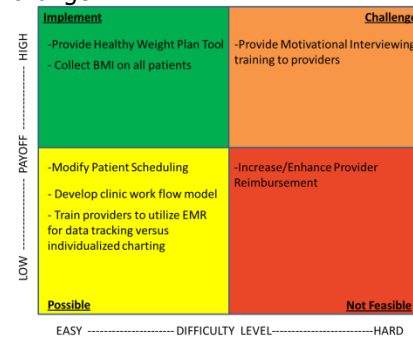 Implement
Challenge
-Provide Healthy Weight Plan Tool
- Collect BMI on all patients
-Provide Motivational Interviewing
training to providers
-Modify Patient Scheduling
- Develop clinic work flow model
- Train providers to utilize EMR
for data tracking versus
individualized charting
-Increase/Enhance Provider
Reimbursement
Possible
Not Feasible
LOW ---------------- PAYOFF ---------------- HIGH
EASY ---------------------- DIFFICULTY LEVEL--------------------------HARD